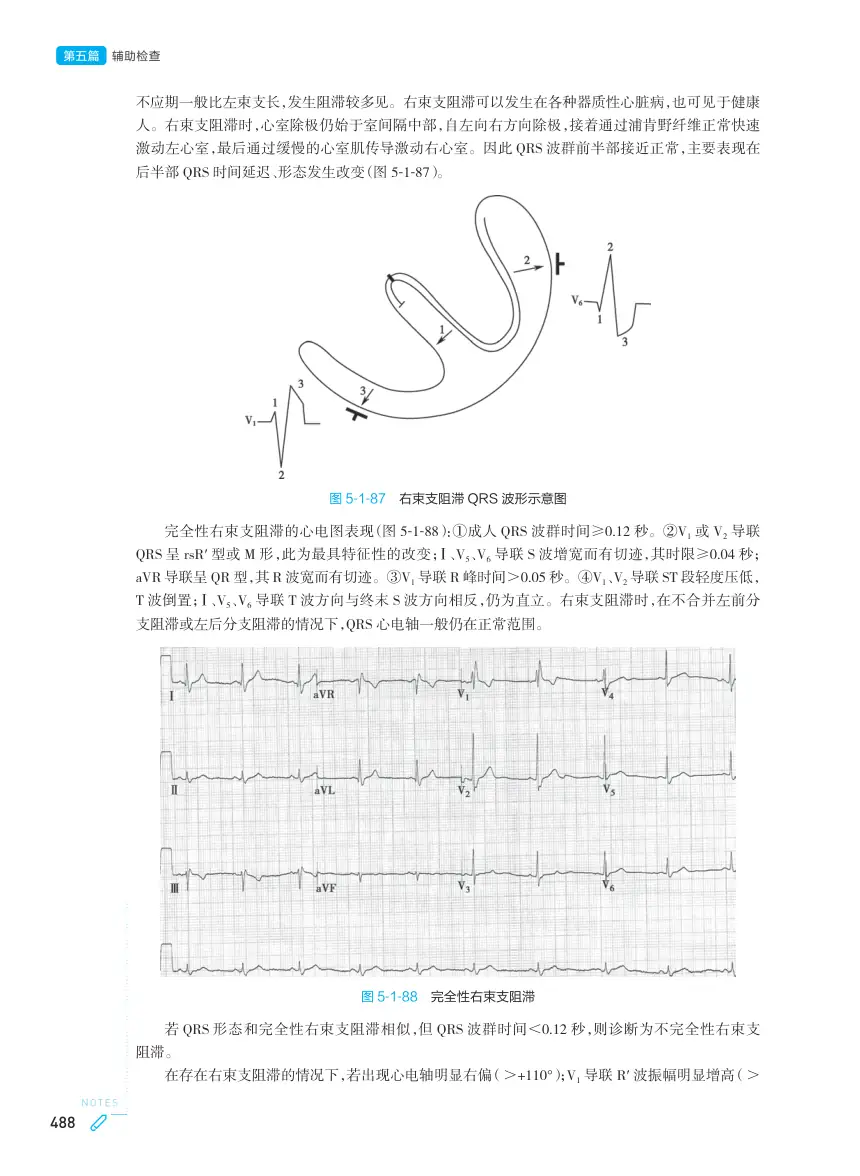 第五篇 辅助检查
不应期一般比左束支长,发生阻滞较多见。右束支阻滞可以发生在各种器质性心脏病,也可见于健康
人。右束支阻滞时,心室除极仍始于室间隔中部,自左向右方向除极,接着通过浦肯野纤维正常快速
激动左心室,最后通过缓慢的心室肌传导激动右心室。因此 QRS 波群前半部接近正常,主要表现在
后半部 QRS 时间延迟、形态发生改变(图 5-1-87)。
2
2
V₆
1
3
1
3
3
1
V₁
2
图 5-1-87 右束支阻滞 QRS 波形示意图
完全性右束支阻滞的心电图表现(图 5-1-88):①成人 QRS 波群时间≥0.12 秒。②V₁ 或 V₂ 导联
QRS 呈 rsR′ 型或 M 形,此为最具特征性的改变;Ⅰ、V₅、V₆ 导联 S 波增宽而有切迹,其时限≥0.04 秒;
aVR 导联呈 QR 型,其 R 波宽而有切迹。③V₁ 导联 R 峰时间>0.05 秒。④V₁、V₂ 导联 ST 段轻度压低,
T 波倒置;Ⅰ、V₅、V₆ 导联 T 波方向与终末 S 波方向相反,仍为直立。右束支阻滞时,在不合并左前分
支阻滞或左后分支阻滞的情况下,QRS 心电轴一般仍在正常范围。
Ⅰ aVR V₁ V₄
Ⅱ aVL V₂ V₅
Ⅲ aVF V₃ V₆
图 5-1-88 完全性右束支阻滞
若 QRS 形态和完全性右束支阻滞相似,但 QRS 波群时间<0.12 秒,则诊断为不完全性右束支
阻滞。
在存在右束支阻滞的情况下,若出现心电轴明显右偏(>+110°);V₁ 导联 R′ 波振幅明显增高(>
NOTES
488